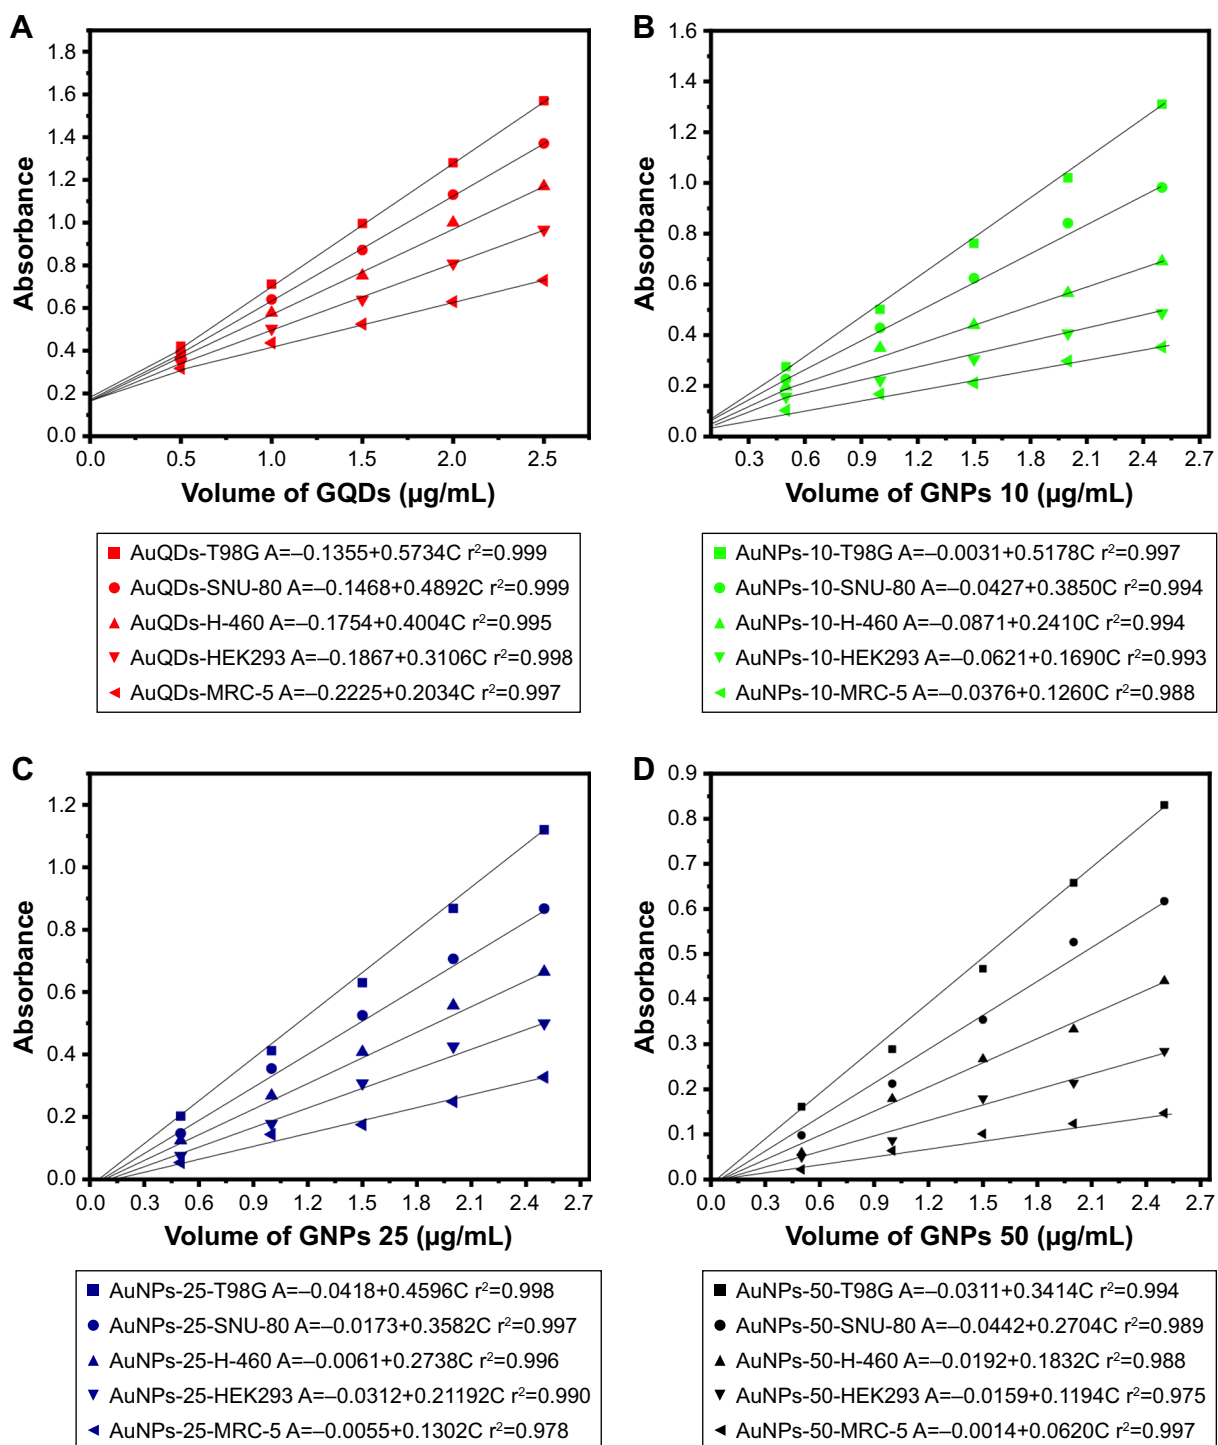 A
Absorbance
1.8
1.6
1.4
1.2
1.0
0.8
0.6
0.4
0.2
0.0
0.0 0.5 1.0 1.5 2.0 2.5
Volume of GQDs (µg/mL)
AuQDs-T98G A=–0.1355+0.5734C r²=0.999
AuQDs-SNU-80 A=–0.1468+0.4892C r²=0.999
AuQDs-H-460 A=–0.1754+0.4004C r²=0.995
AuQDs-HEK293 A=–0.1867+0.3106C r²=0.998
AuQDs-MRC-5 A=–0.2225+0.2034C r²=0.997
B
Absorbance
1.6
1.4
1.2
1.0
0.8
0.6
0.4
0.2
0.0
0.3 0.6 0.9 1.2 1.5 1.8 2.1 2.4 2.7
Volume of GNPs 10 (µg/mL)
AuNPs-10-T98G A=–0.0031+0.5178C r²=0.997
AuNPs-10-SNU-80 A=–0.0427+0.3850C r²=0.994
AuNPs-10-H-460 A=–0.0871+0.2410C r²=0.994
AuNPs-10-HEK293 A=–0.0621+0.1690C r²=0.993
AuNPs-10-MRC-5 A=–0.0376+0.1260C r²=0.988
C
Absorbance
1.2
1.0
0.8
0.6
0.4
0.2
0.0
0.0 0.3 0.6 0.9 1.2 1.5 1.8 2.1 2.4 2.7
Volume of GNPs 25 (µg/mL)
AuNPs-25-T98G A=–0.0418+0.4596C r²=0.998
AuNPs-25-SNU-80 A=–0.0173+0.3582C r²=0.997
AuNPs-25-H-460 A=–0.0061+0.2738C r²=0.996
AuNPs-25-HEK293 A=–0.0312+0.21192C r²=0.990
AuNPs-25-MRC-5 A=–0.0055+0.1302C r²=0.978
D
Absorbance
0.9
0.8
0.7
0.6
0.5
0.4
0.3
0.2
0.1
0.0
0.0 0.3 0.6 0.9 1.2 1.5 1.8 2.1 2.4 2.7
Volume of GNPs 50 (µg/mL)
AuNPs-50-T98G A=–0.0311+0.3414C r²=0.994
AuNPs-50-SNU-80 A=–0.0442+0.2704C r²=0.989
AuNPs-50-H-460 A=–0.0192+0.1832C r²=0.988
AuNPs-50-HEK293 A=–0.0159+0.1194C r²=0.975
AuNPs-50-MRC-5 A=–0.0014+0.0620C r²=0.997